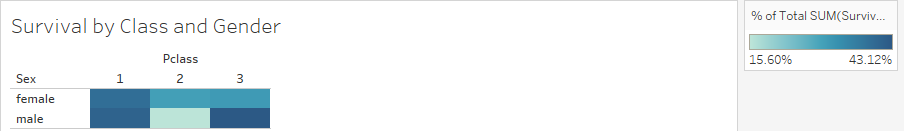 Survival by Class and Gender
Pclass
Sex 1 2 3
female
male
% of Total SUM(Surviv...
15.60% 43.12%